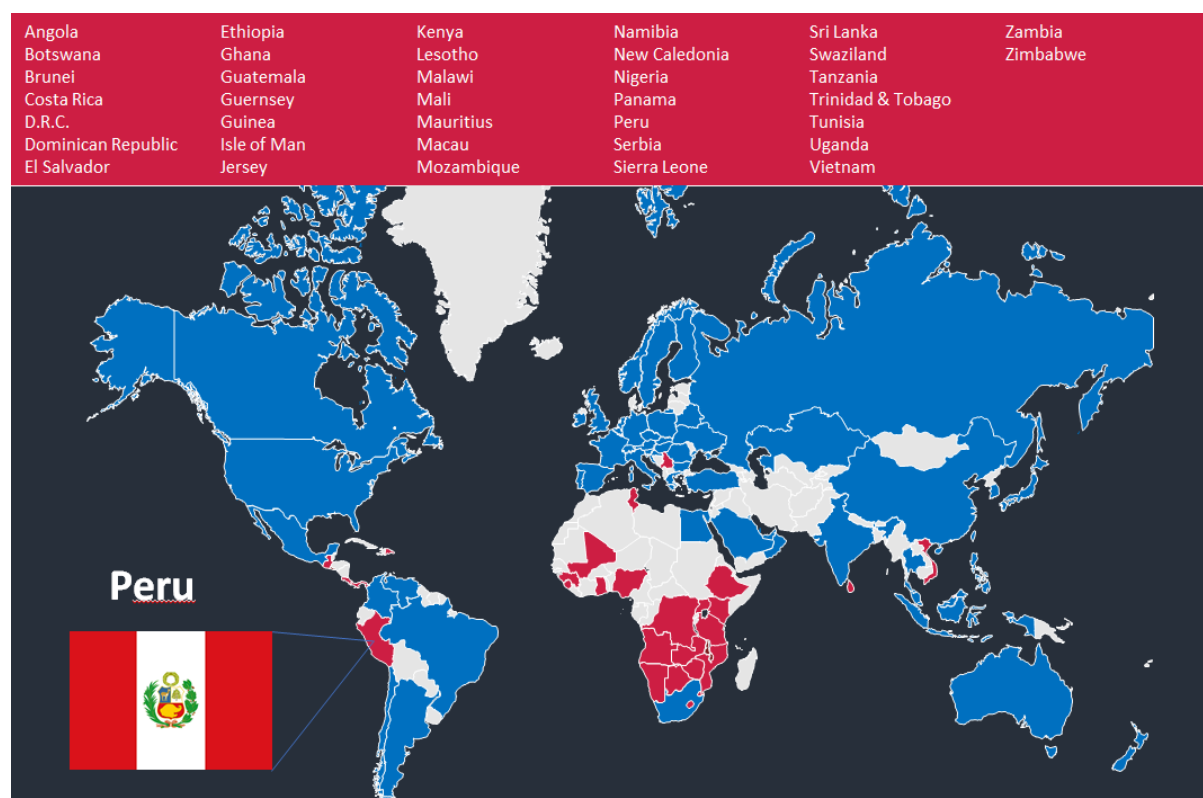 Angola
Botswana
Brunei
Costa Rica
D.R.C.
Dominican Republic
El Salvador
Ethiopia
Ghana
Guatemala
Guernsey
Guinea
Isle of Man
Jersey
Kenya
Lesotho
Malawi
Mali
Mauritius
Macau
Mozambique
Namibia
New Caledonia
Nigeria
Panama
Peru
Serbia
Sierra Leone
Sri Lanka
Swaziland
Tanzania
Trinidad & Tobago
Tunisia
Uganda
Vietnam
Zambia
Zimbabwe
Peru